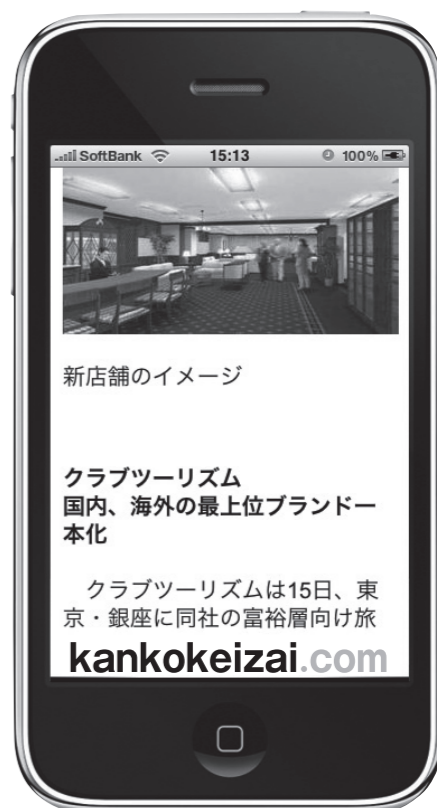 SoftBank 15:13 100%
新店舗のイメージ
クラブツーリズム
国内、海外の最上位ブランド一
本化
クラブツーリズムは15日、東
京・銀座に同社の富裕層向け旅
kankokeizai.com